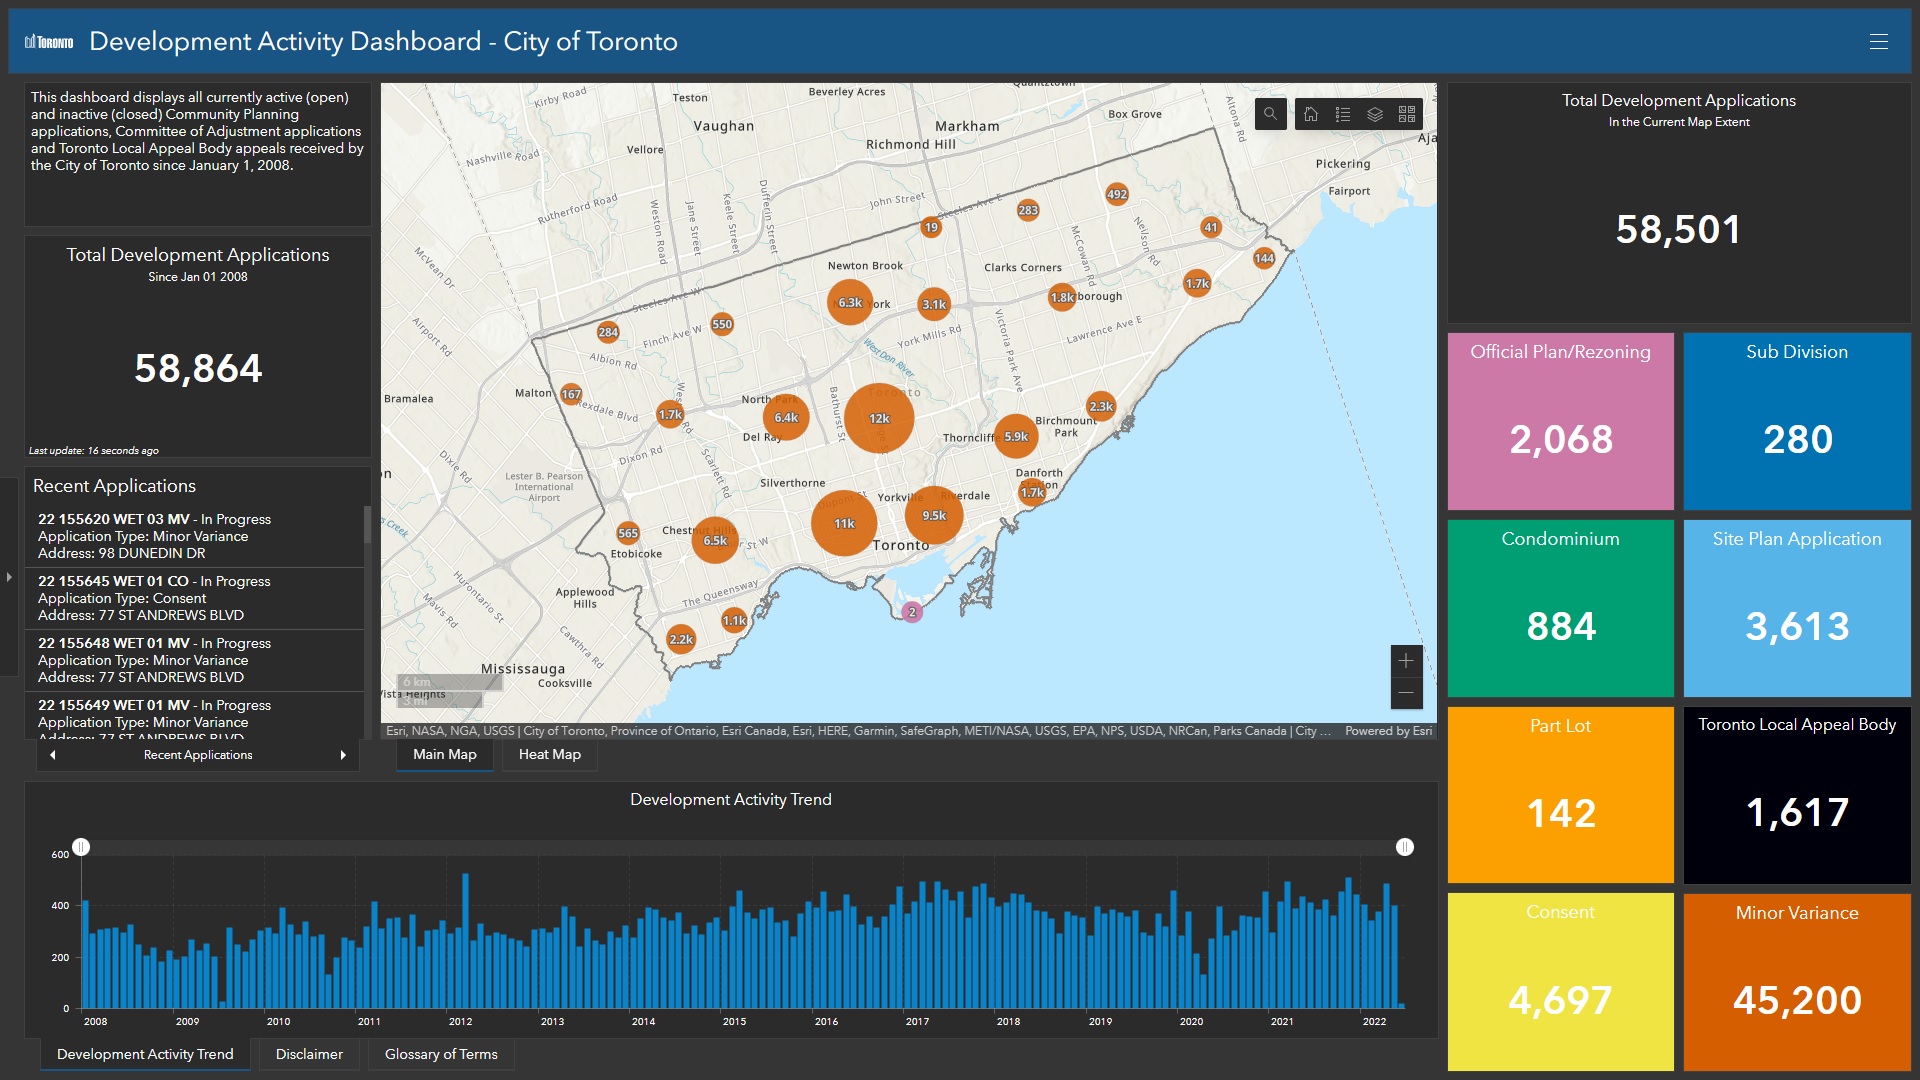 TORONTO
Development Activity Dashboard - City of Toronto
This dashboard displays all currently active (open)
and inactive (closed) Community Planning
applications, Committee of Adjustment applications
and Toronto Local Appeal Body appeals received by
the City of Toronto since January 1, 2008.
Total Development Applications
Since Jan 01 2008
58,864
Last update: 16 seconds ago
Recent Applications
22 155620 WET 03 MV - In Progress
Application Type: Minor Variance
Address: 98 DUNEDIN DR
22 155645 WET 01 CO - In Progress
Application Type: Consent
Address: 77 ST ANDREWS BLVD
22 155648 WET 01 MV - In Progress
Application Type: Minor Variance
Address: 77 ST ANDREWS BLVD
22 155649 WET 01 MV - In Progress
Application Type: Minor Variance
Address: 77 ST ANDREWS BLVD
Recent Applications
Kirby Road
Teston
Beverley Acres
Vaughan
Markham
Richmond Hill
Box Grove
Altona Rd
Vellore
Nashville Road
Pickering
Fairport
Rutherford Road
Weston Road
Jane Street
Keele Street
Dufferin Street
John Street
Steeles Ave E
492
283
19
41
144
McVean Dr
Newton Brook
Clarks Corners
McCowan Rd
Neilson Rd
Airport Rd
Steeles Ave W
6.3k
3.1k
1.8k
1.7k
284
550
Finch Ave W
York Mills Rd
Victoria Park Ave
Lawrence Ave E
Albion Rd
West Don River
Malton
167
Rexdale Blvd
Bramalea
1.7k
North Park
6.4k
Bathurst St
Toronto
12k
Del Ray
Thorncliffe
5.9k
Birchmount
Park
2.3k
Dixie Rd
Dixon Rd
Scarlett Rd
Lester B. Pearson
International
Airport
Silverthorne
Yorkville
Riverdale
Danforth
Station
1.7k
Dupont St
11k
9.5k
565
6.5k
Etobicoke
Toronto
Applewood
Hills
The Queensway
Hurontario St
Mavis Rd
Cawthra Rd
1.1k
2.2k
2
Mississauga
Cooksville
6 km
3 mi
Esri, NASA, NGA, USGS | City of Toronto, Province of Ontario, Esri Canada, Esri, HERE, Garmin, SafeGraph, METI/NASA, USGS, EPA, NPS, USDA, NRCan, Parks Canada | City ...
Powered by Esri
Main Map
Heat Map
Development Activity Trend
600
400
200
0
2008 2009 2010 2011 2012 2013 2014 2015 2016 2017 2018 2019 2020 2021 2022
Development Activity Trend
Disclaimer
Glossary of Terms
Total Development Applications
In the Current Map Extent
58,501
Official Plan/Rezoning
2,068
Sub Division
280
Condominium
884
Site Plan Application
3,613
Part Lot
142
Toronto Local Appeal Body
1,617
Consent
4,697
Minor Variance
45,200